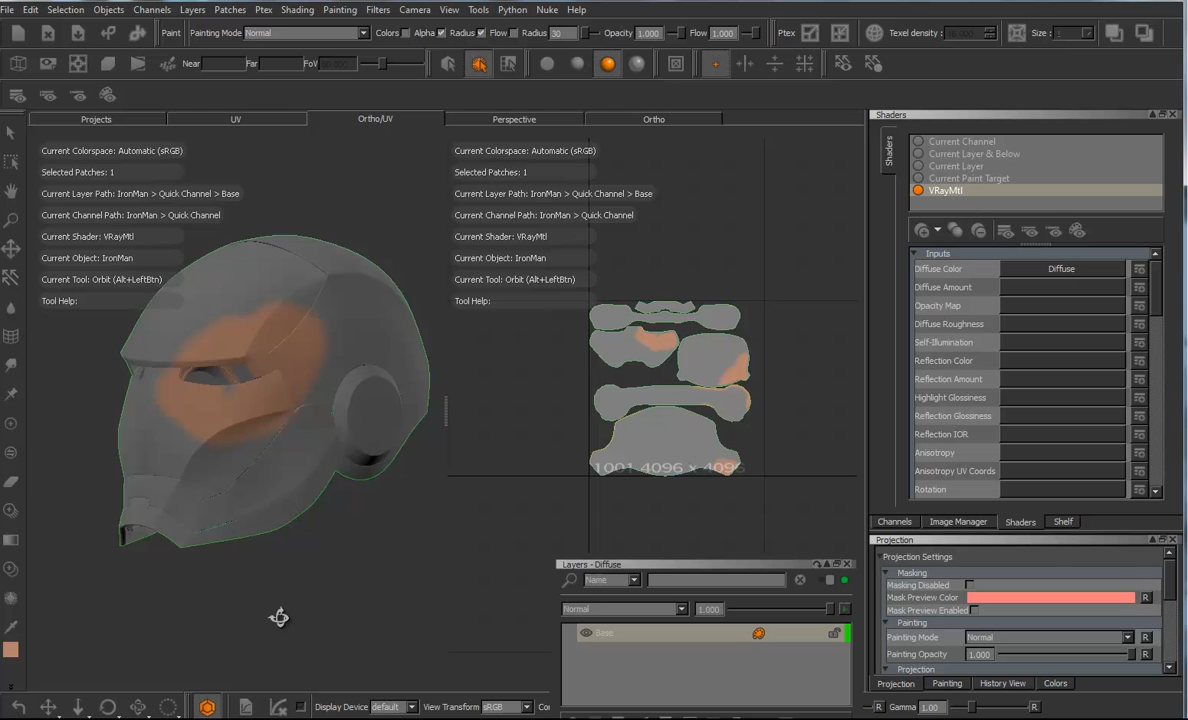 File Edit Selection Objects Channels Layers Patches Ptex Shading Painting Filters Camera View Tools Python Nuke Help
Paint Painting Mode Normal Colors Alpha Radius Flow Radius 30 Opacity 1.000 Flow 1.000 Ptex Texel density : Size :
Near Far FoV
Projects UV Ortho/UV Perspective Ortho
Current Colorspace: Automatic (sRGB)
Selected Patches: 1
Current Layer Path: IronMan > Quick Channel > Base
Current Channel Path: IronMan > Quick Channel
Current Shader: VRayMtl
Current Object: IronMan
Current Tool: Orbit (Alt+LeftBtn)
Tool Help:
Current Colorspace: Automatic (sRGB)
Selected Patches: 1
Current Layer Path: IronMan > Quick Channel > Base
Current Channel Path: IronMan > Quick Channel
Current Shader: VRayMtl
Current Object: IronMan
Current Tool: Orbit (Alt+LeftBtn)
Tool Help:
1001 4096 x 4096
Shaders
Shaders
Current Channel
Current Layer & Below
Current Layer
Current Paint Target
VRayMtl
Inputs
Diffuse Color Diffuse
Diffuse Amount
Opacity Map
Diffuse Roughness
Self-Illumination
Reflection Color
Reflection Amount
Highlight Glossiness
Reflection Glossiness
Reflection IOR
Anisotropy
Anisotropy UV Coords
Rotation
Channels Image Manager Shaders Shelf
Projection
Projection Settings
Masking
Masking Disabled
Mask Preview Color R
Mask Preview Enabled R
Painting
Painting Mode Normal R
Painting Opacity 1.000 R
Projection
Projection Painting History View Colors
Layers - Diffuse
Name
Normal 1.000
Base
Display Device default View Transform sRGB Co
R Gamma 1.00 R